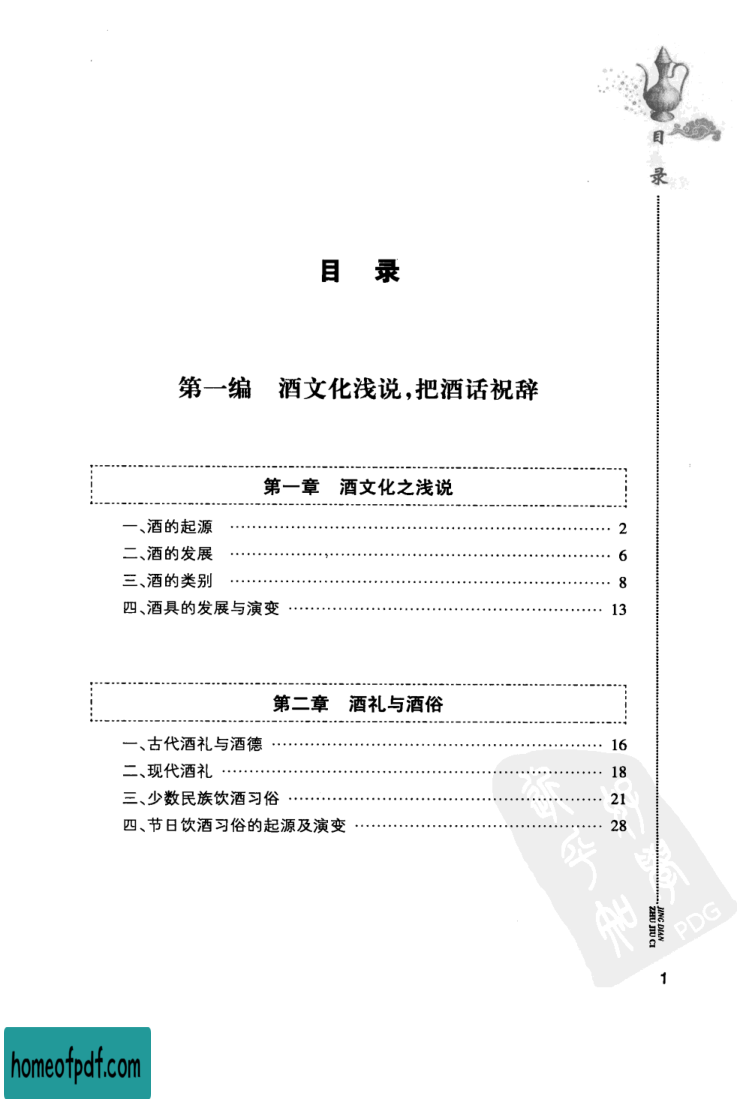 目
录
目 录
第一编 酒文化浅说,把酒话祝辞
第一章 酒文化之浅说
一、酒的起源 …… 2
二、酒的发展 …… 6
三、酒的类别 …… 8
四、酒具的发展与演变 …… 13
第二章 酒礼与酒俗
一、古代酒礼与酒德 …… 16
二、现代酒礼 …… 18
三、少数民族饮酒习俗 …… 21
四、节日饮酒习俗的起源及演变 …… 28
JING DIAN
ZHU JIU CI
PDG
1
homeofpdf.com